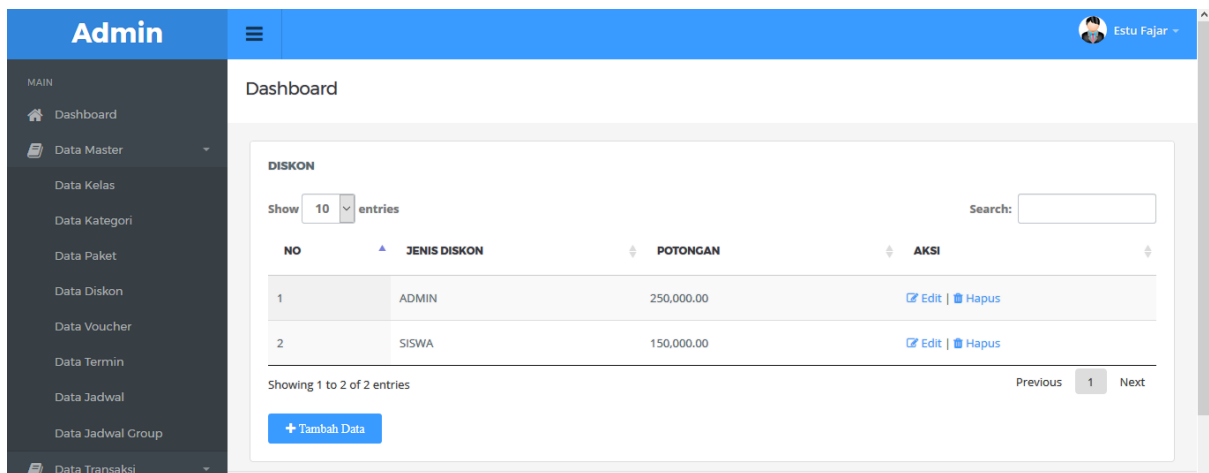 Admin
Estu Fajar
MAIN
Dashboard
Data Master
Data Kelas
Data Kategori
Data Paket
Data Diskon
Data Voucher
Data Termin
Data Jadwal
Data Jadwal Group
Data Transaksi
Dashboard
DISKON
Show 10 entries Search:
NO JENIS DISKON POTONGAN AKSI
1 ADMIN 250,000.00 Edit | Hapus
2 SISWA 150,000.00 Edit | Hapus
Showing 1 to 2 of 2 entries Previous 1 Next
+ Tambah Data